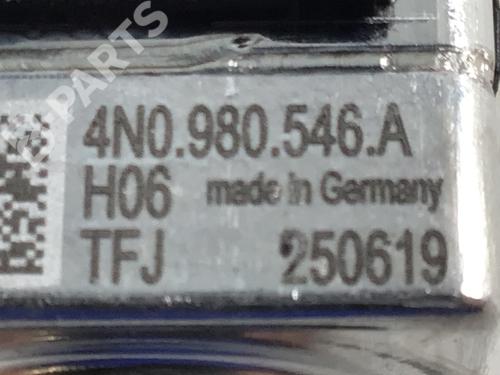 B-PARTS
4N0.980.546.A
H06 made in Germany
TFJ 250619